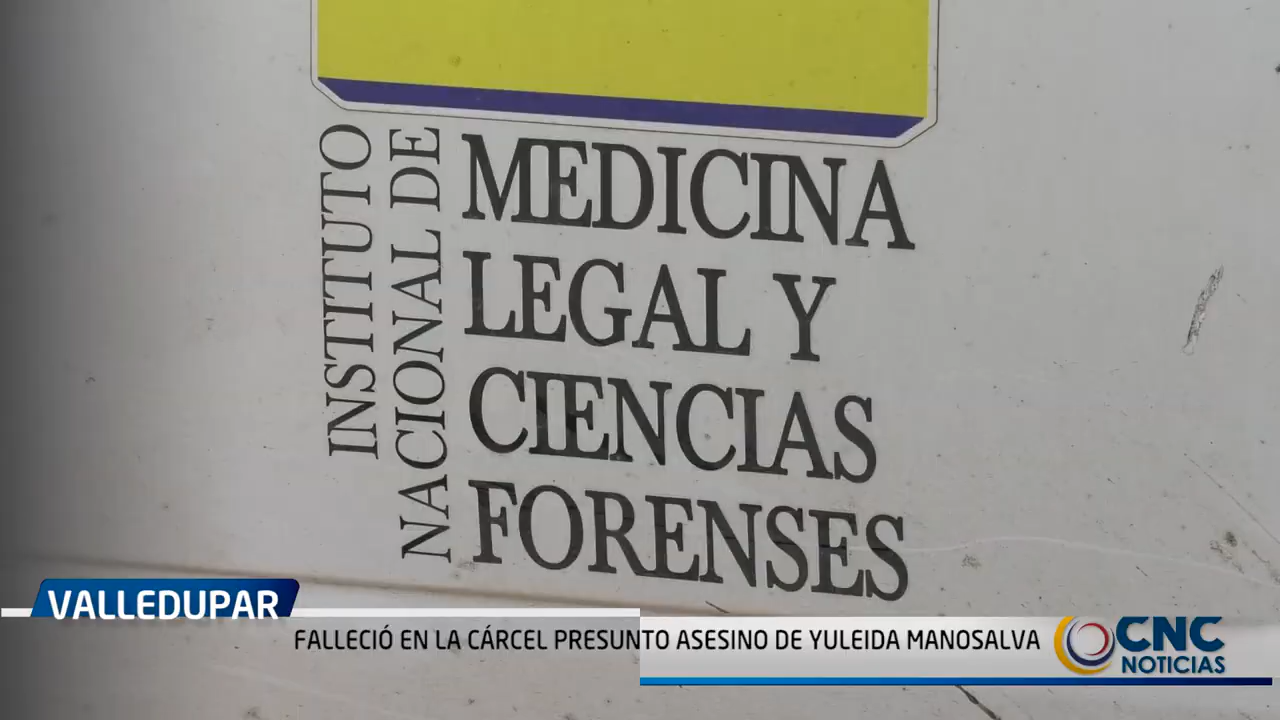 INSTITUTO
NACIONAL DE
MEDICINA
LEGAL Y
CIENCIAS
FORENSES
VALLEDUPAR
FALLECIÓ EN LA CÁRCEL PRESUNTO ASESINO DE YULEIDA MANOSALVA
CNC
NOTICIAS